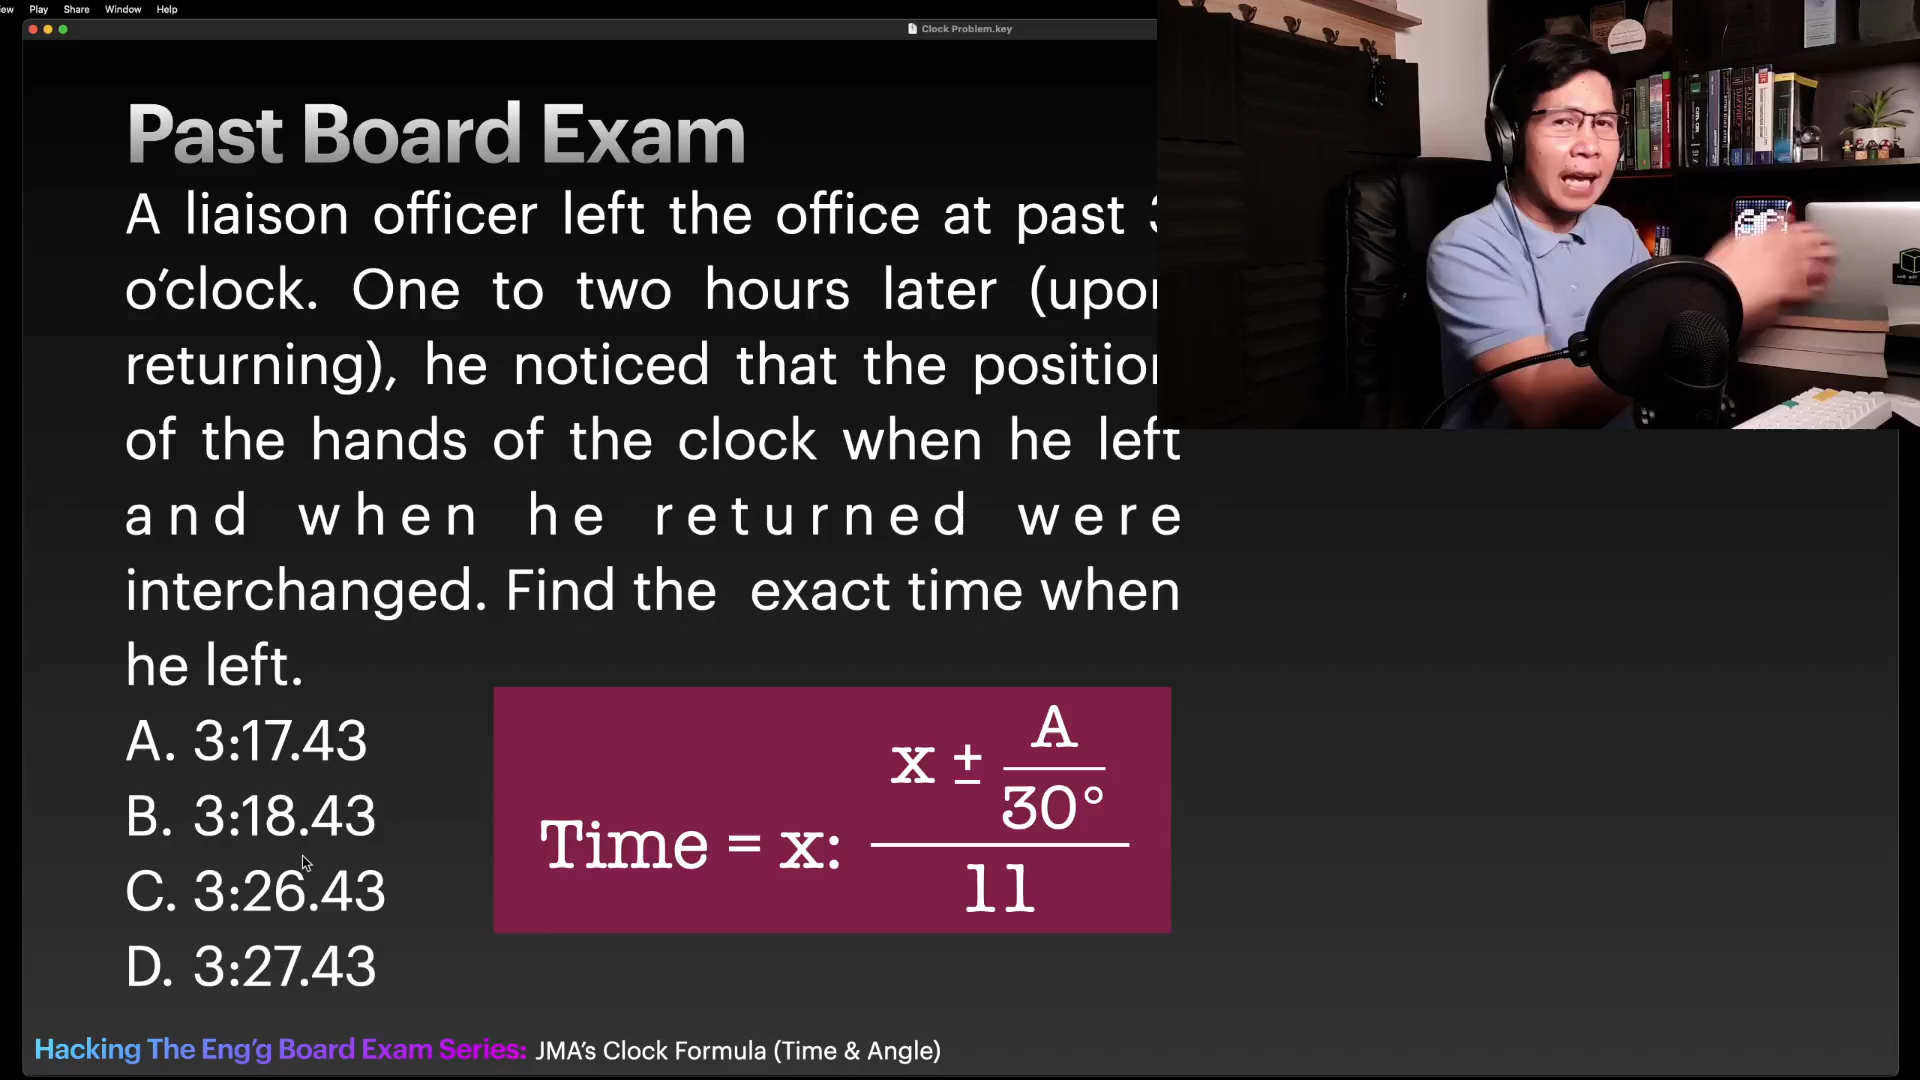 Play Share Window Help
Clock Problem.key
Past Board Exam
A liaison officer left the office at past
o’clock. One to two hours later
returning), he noticed that the
of the hands of the clock when he left
and when he returned were
interchanged. Find the exact time when
he left.
A. 3:17.43
B. 3:18.43
C. 3:26.43
D. 3:27.43
Time = x: (x ± A/30°)/11
Hacking The Eng’g Board Exam Series: JMA’s Clock Formula (Time & Angle)